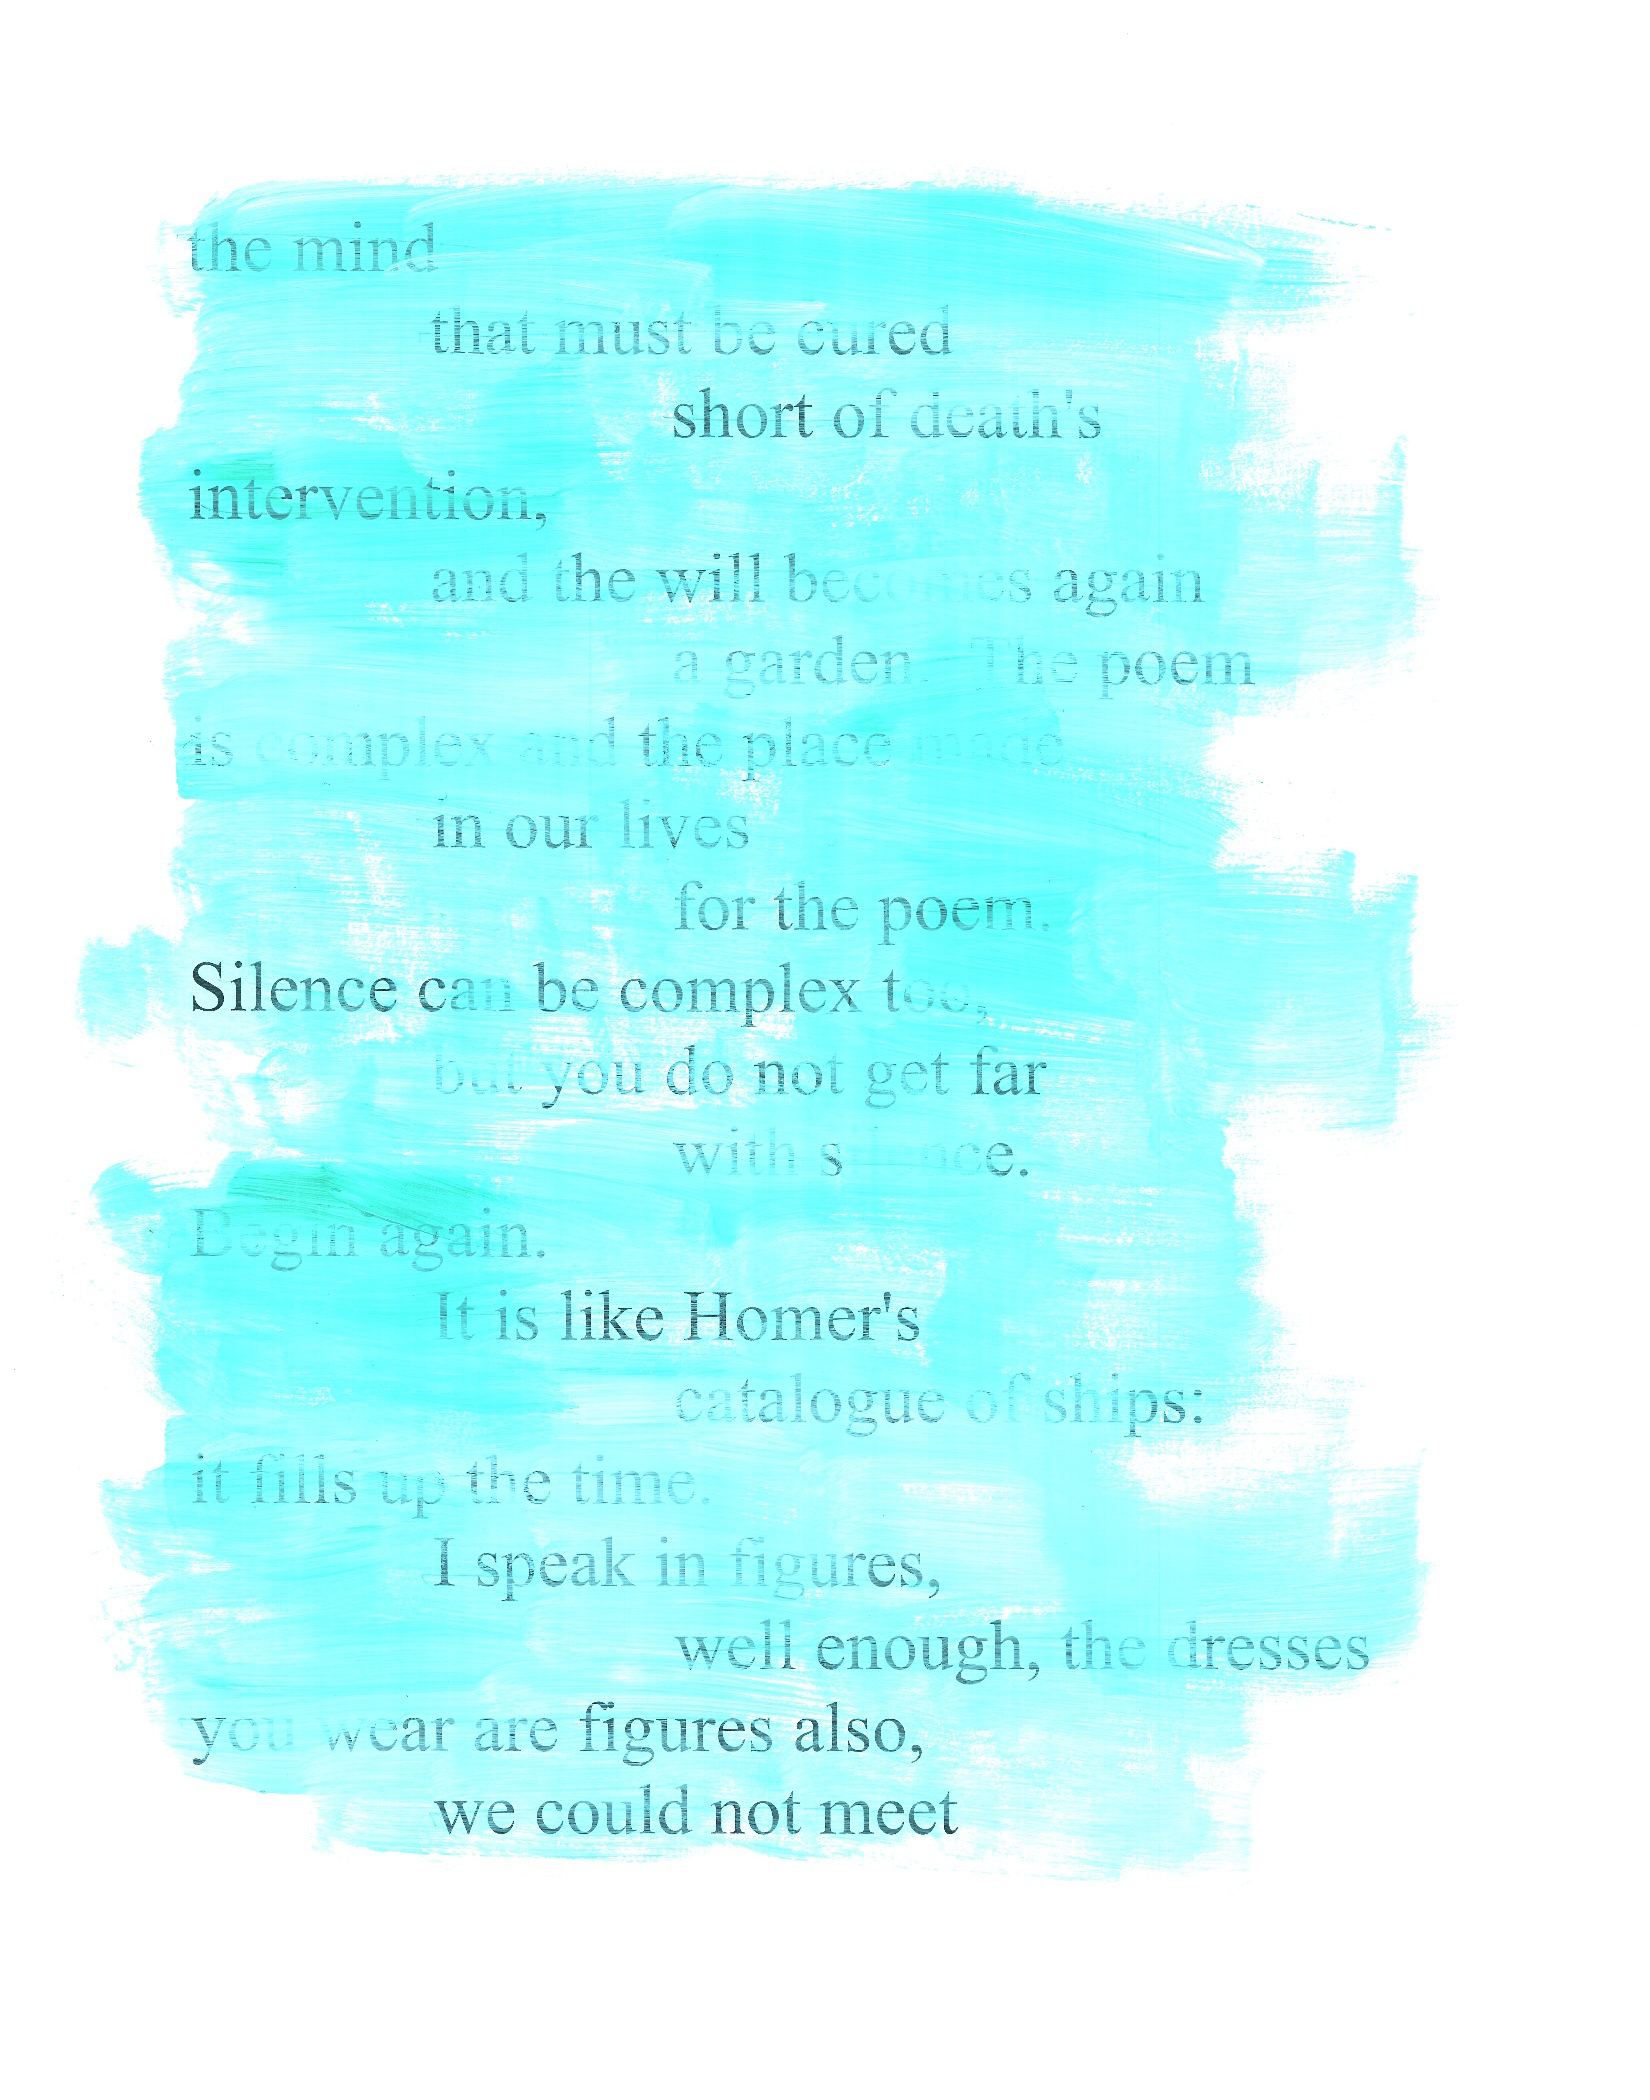 the mind
that must be cured
short of death's
intervention,
and the will becomes again
a garden. The poem
is complex and the place made
in our lives
for the poem.
Silence can be complex too,
but you do not get far
with silence.
Begin again.
It is like Homer's
catalogue of ships:
it fills up the time.
I speak in figures,
well enough, the dresses
you wear are figures also,
we could not meet